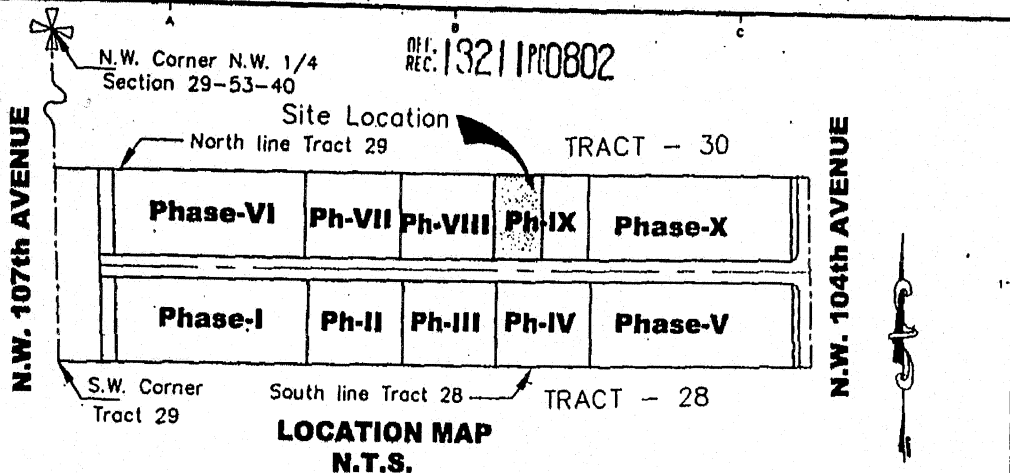 A
B
C
N.W. Corner N.W. 1/4
Section 29-53-40
OFF.
REC. 13211PG0802
Site Location
North line Tract 29
TRACT - 30
N.W. 107th AVENUE
N.W. 104th AVENUE
Phase-VI
Ph-VII
Ph-VIII
Ph-IX
Phase-X
Phase-I
Ph-II
Ph-III
Ph-IV
Phase-V
S.W. Corner
Tract 29
South line Tract 28
TRACT - 28
LOCATION MAP
N.T.S.